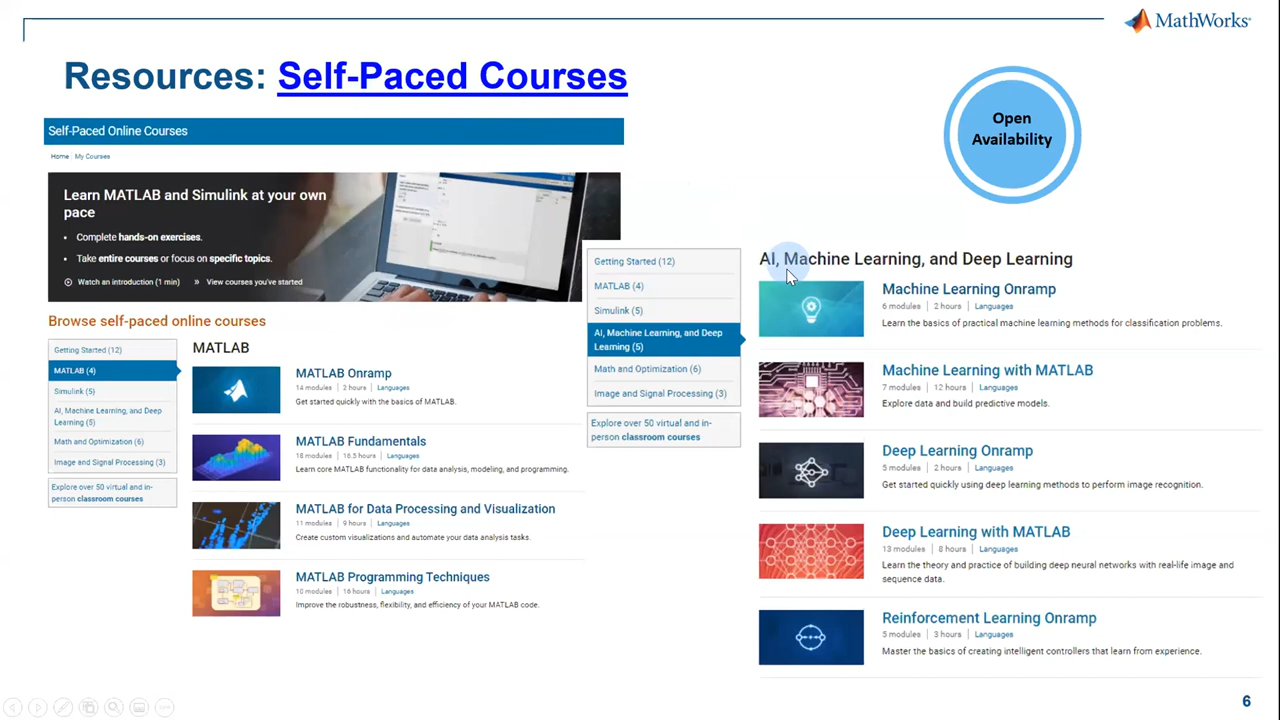 MathWorks®
Resources: Self-Paced Courses
Open
Availability
Self-Paced Online Courses
Home My Courses
Learn MATLAB and Simulink at your own
pace
• Complete hands-on exercises.
• Take entire courses or focus on specific topics.
Watch an introduction (1 min) » View courses you've started
Browse self-paced online courses
Getting Started (12)
MATLAB (4)
Simulink (5)
AI, Machine Learning, and Deep
Learning (5)
Math and Optimization (6)
Image and Signal Processing (3)
Explore over 50 virtual and in-
person classroom courses
MATLAB
MATLAB Onramp
14 modules | 2 hours | Languages
Get started quickly with the basics of MATLAB.
MATLAB Fundamentals
18 modules | 16.5 hours | Languages
Learn core MATLAB functionality for data analysis, modeling, and programming.
MATLAB for Data Processing and Visualization
11 modules | 9 hours | Languages
Create custom visualizations and automate your data analysis tasks.
MATLAB Programming Techniques
10 modules | 16 hours | Languages
Improve the robustness, flexibility, and efficiency of your MATLAB code.
Getting Started (12)
MATLAB (4)
Simulink (5)
AI, Machine Learning, and Deep
Learning (5)
Math and Optimization (6)
Image and Signal Processing (3)
Explore over 50 virtual and in-
person classroom courses
AI, Machine Learning, and Deep Learning
Machine Learning Onramp
6 modules | 2 hours | Languages
Learn the basics of practical machine learning methods for classification problems.
Machine Learning with MATLAB
7 modules | 12 hours | Languages
Explore data and build predictive models.
Deep Learning Onramp
5 modules | 2 hours | Languages
Get started quickly using deep learning methods to perform image recognition.
Deep Learning with MATLAB
13 modules | 8 hours | Languages
Learn the theory and practice of building deep neural networks with real-life image and
sequence data.
Reinforcement Learning Onramp
5 modules | 3 hours | Languages
Master the basics of creating intelligent controllers that learn from experience.
6